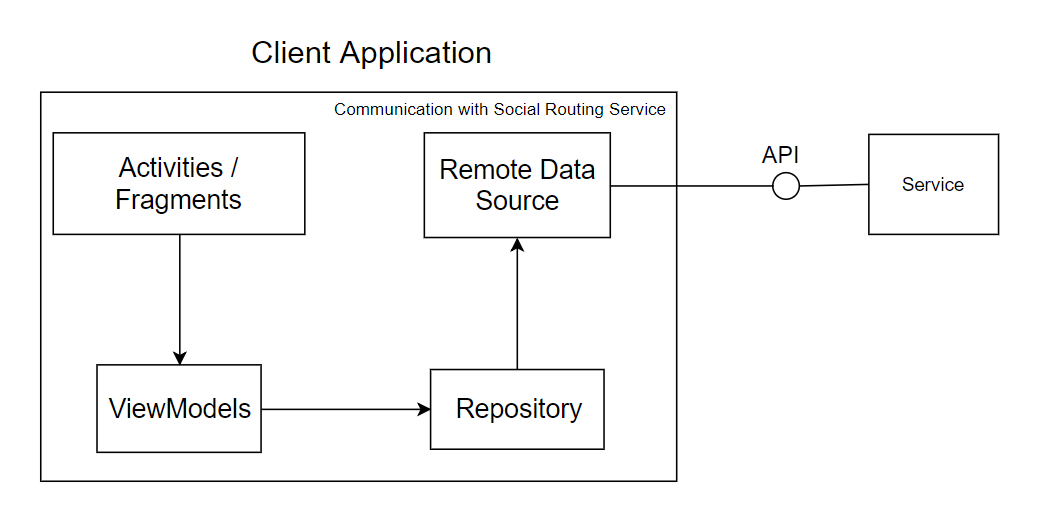 Client Application
Communication with Social Routing Service
Activities /
Fragments
Remote Data
Source
API
Service
ViewModels
Repository